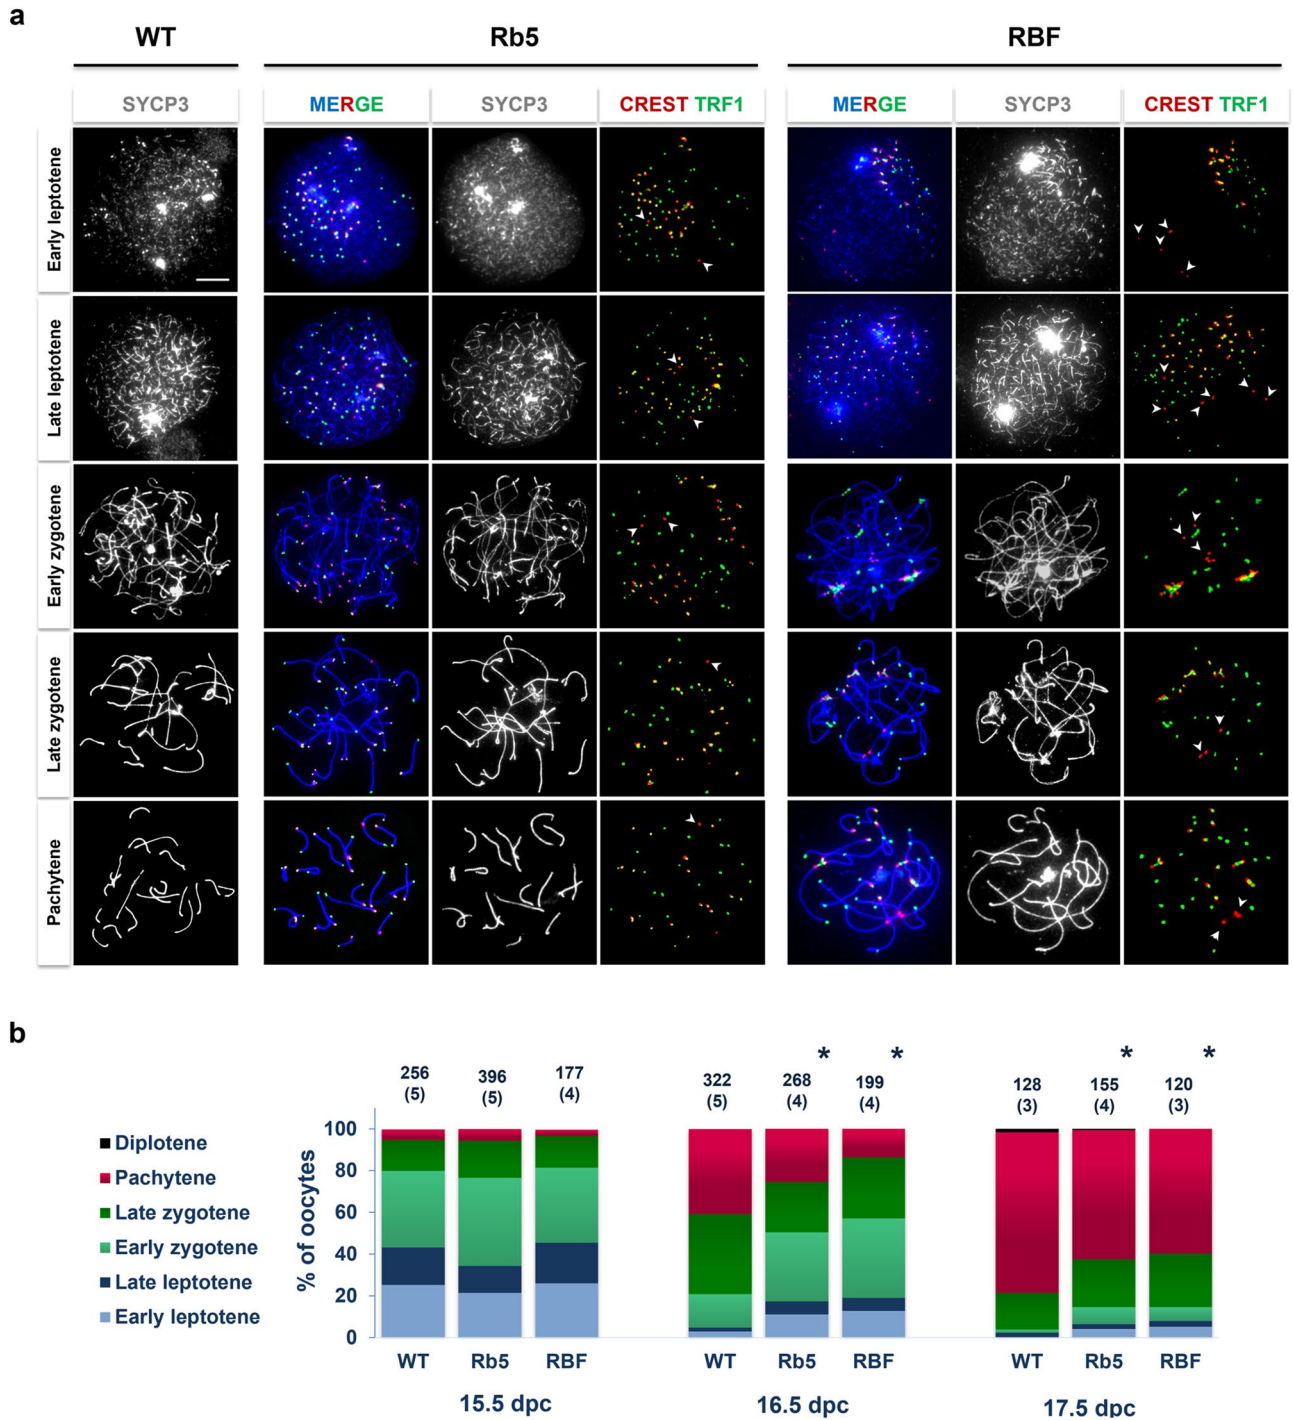 a
WT
Rb5
RBF
SYCP3
MERGE
SYCP3
CREST TRF1
MERGE
SYCP3
CREST TRF1
Early leptotene
Late leptotene
Early zygotene
Late zygotene
Pachytene
b
Diplotene
Pachytene
Late zygotene
Early zygotene
Late leptotene
Early leptotene
% of oocytes
100
80
60
40
20
0
256
(5)
396
(5)
177
(4)
322
(5)
*
268
(4)
*
199
(4)
128
(3)
*
155
(4)
*
120
(3)
WT
Rb5
RBF
WT
Rb5
RBF
WT
Rb5
RBF
15.5 dpc
16.5 dpc
17.5 dpc